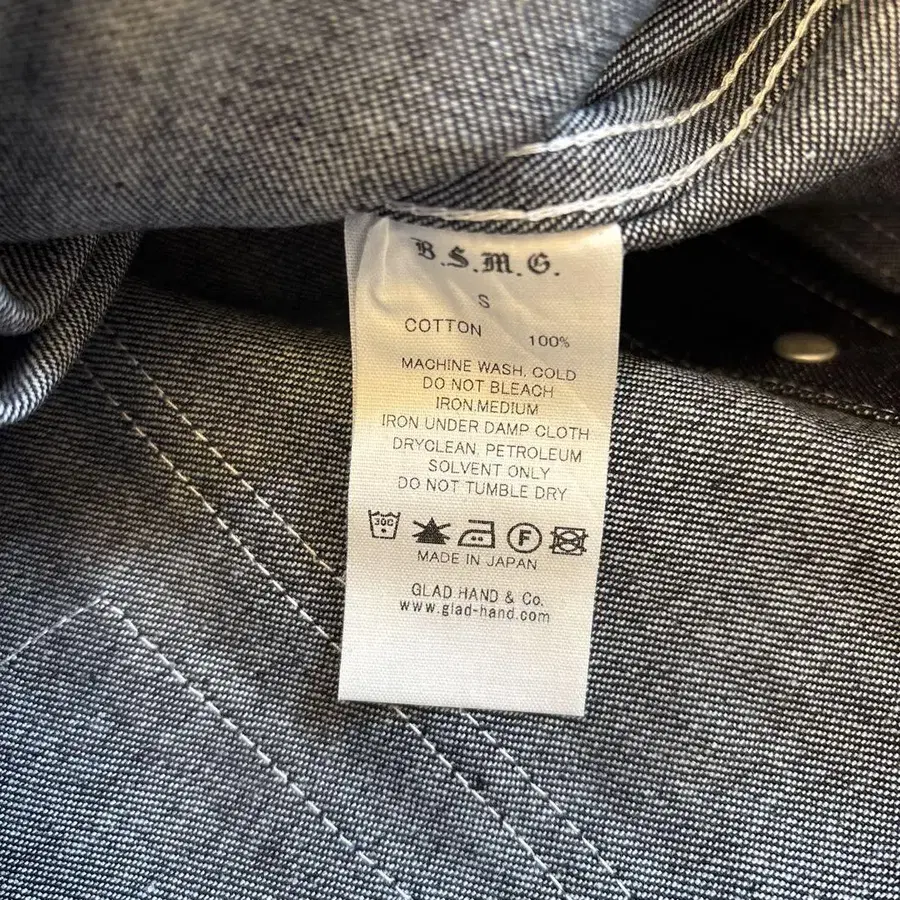 B.S.M.G.
S
COTTON 100%
MACHINE WASH, COLD
DO NOT BLEACH
IRON,MEDIUM
IRON UNDER DAMP CLOTH
DRYCLEAN, PETROLEUM
SOLVENT ONLY
DO NOT TUMBLE DRY
30C F
MADE IN JAPAN
GLAD HAND & Co.
www.glad-hand.com